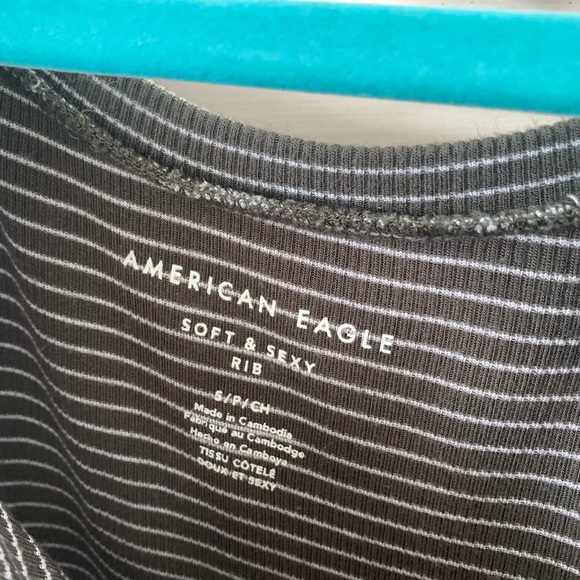 AMERICAN EAGLE
SOFT & SEXY
RIB
S/P/CH
Made in Cambodia
Fabriqué au Cambodge
Hecho en Camboya
TISSU CÔTELÉ
DOUX ET SEXY